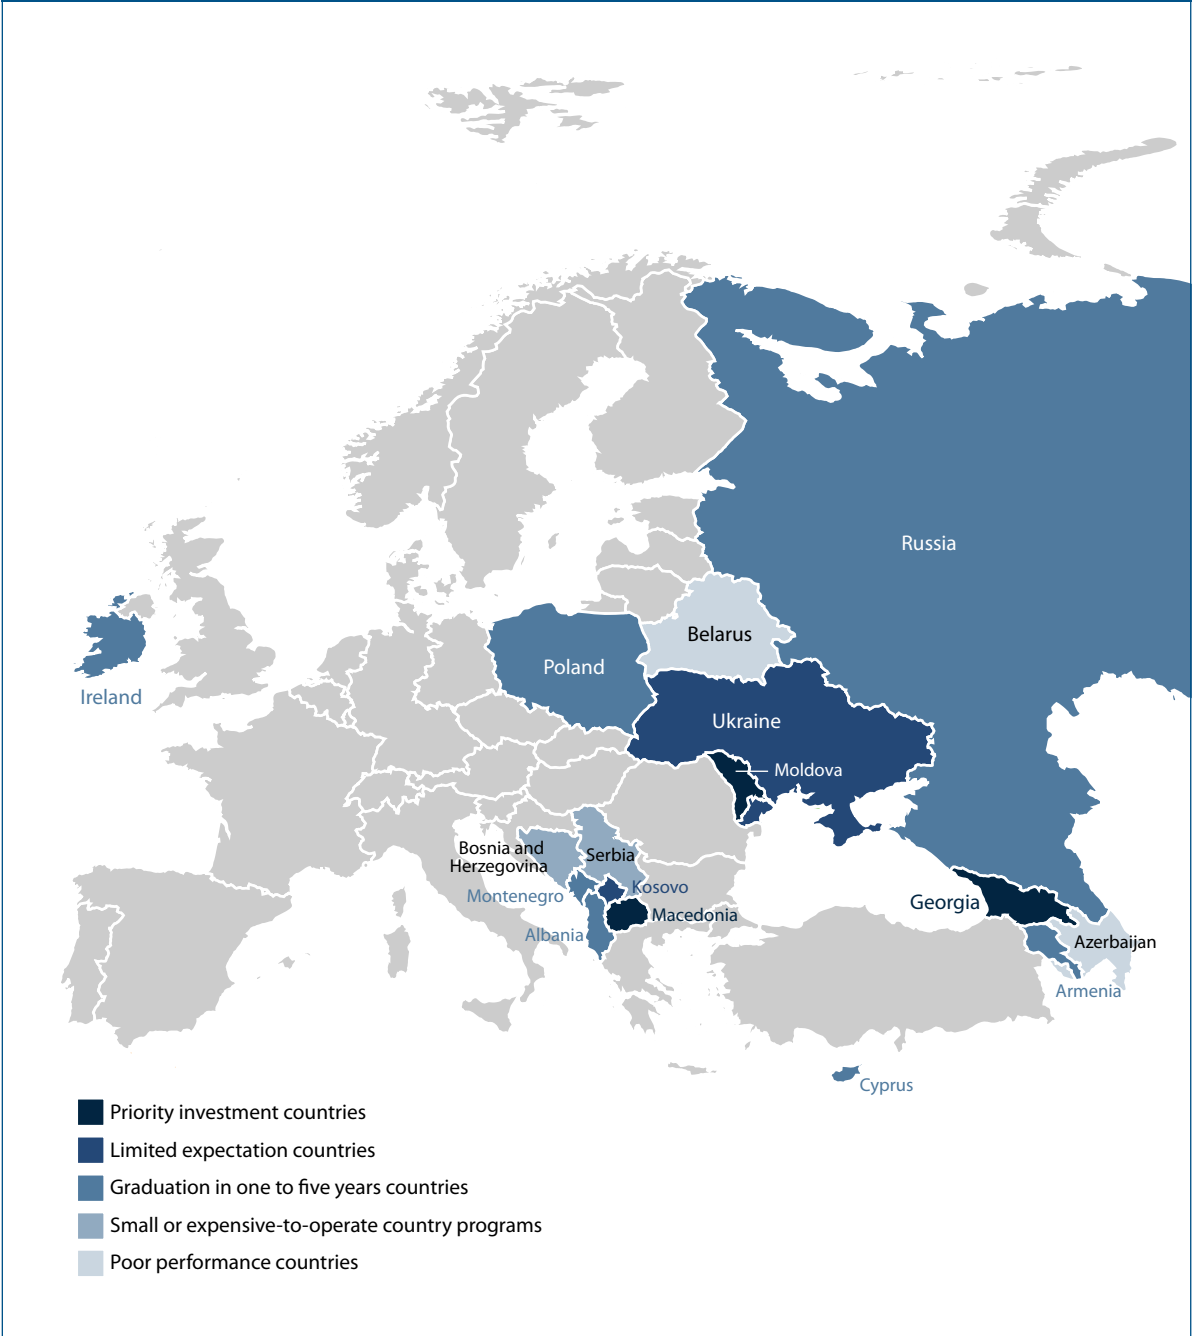 Russia
Belarus
Poland
Ireland
Ukraine
Moldova
Bosnia and
Herzegovina
Serbia
Kosovo
Montenegro
Georgia
Macedonia
Albania
Azerbaijan
Armenia
Cyprus
Priority investment countries
Limited expectation countries
Graduation in one to five years countries
Small or expensive-to-operate country programs
Poor performance countries